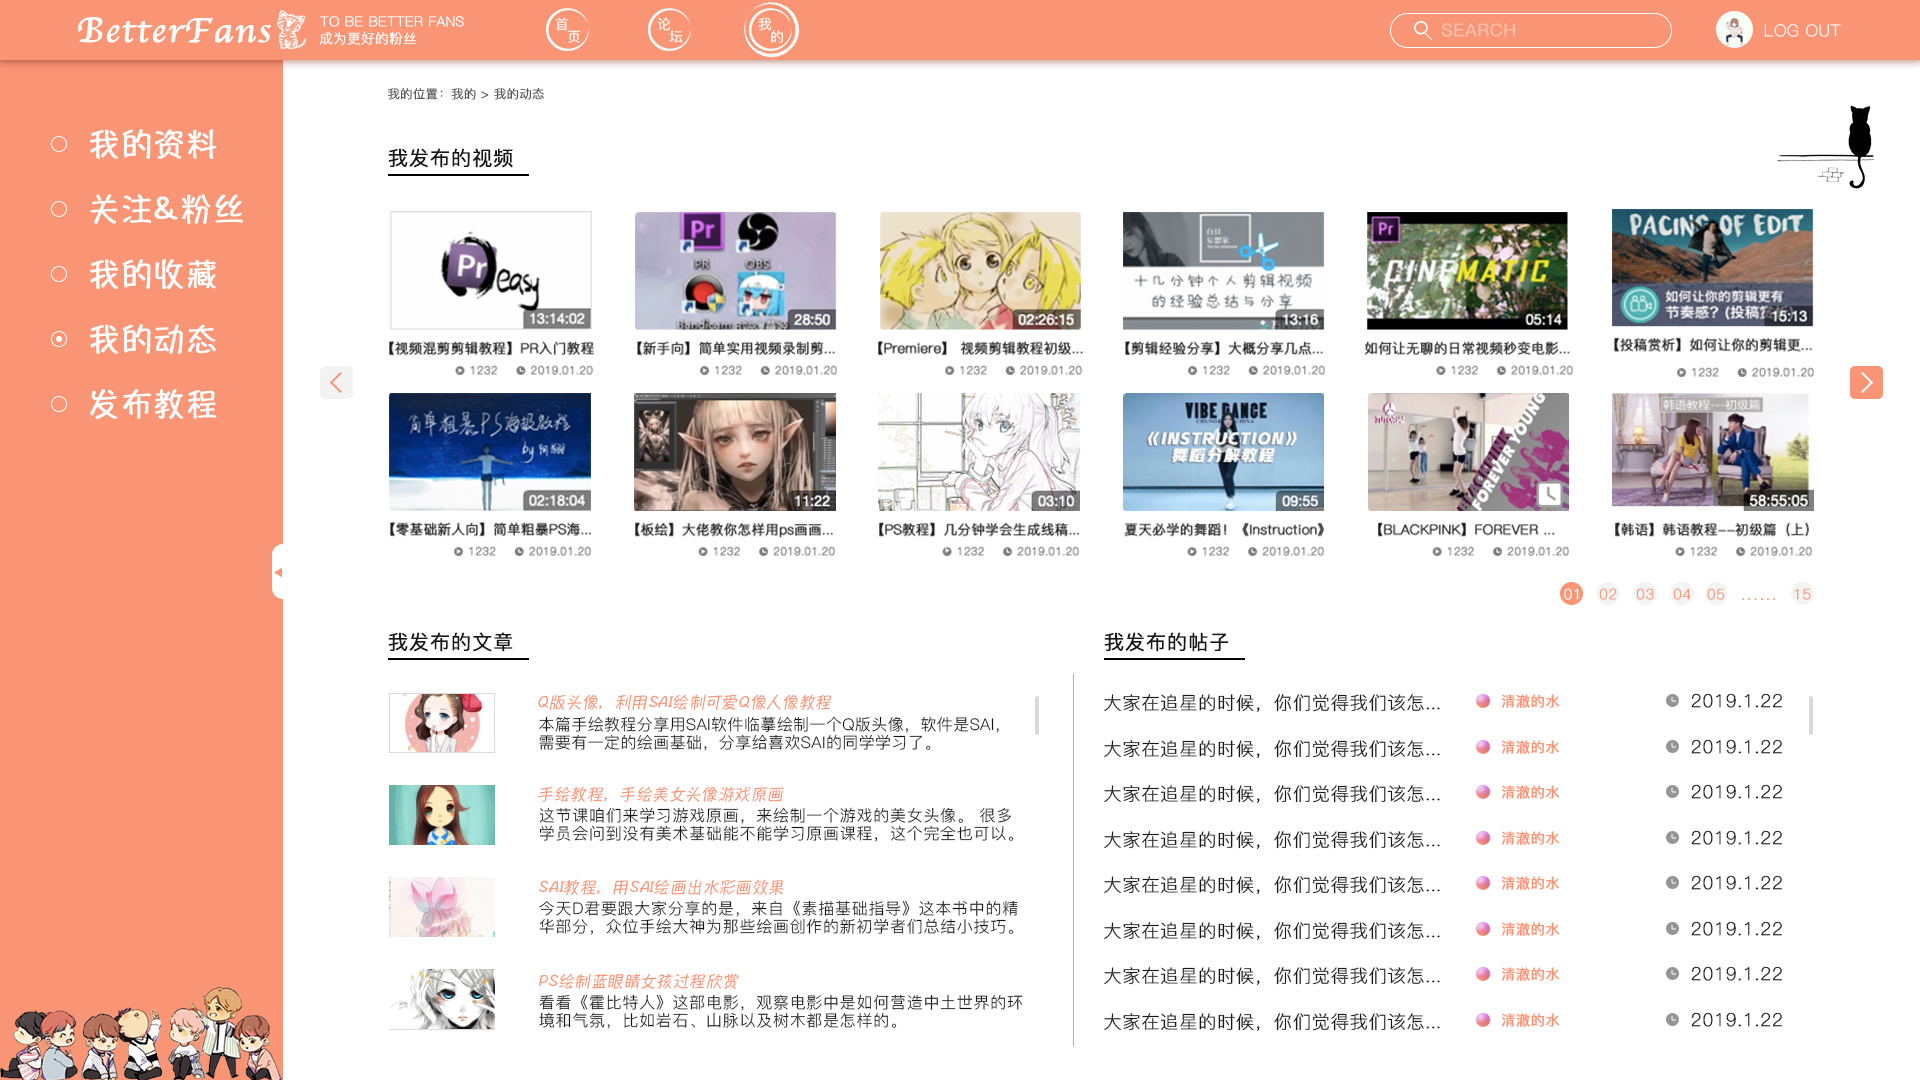 BetterFans
TO BE BETTER FANS
成为更好的粉丝
首页
论坛
我的
SEARCH
LOG OUT
我的资料
关注&粉丝
我的收藏
我的动态
发布教程
我的位置：我的 > 我的动态
我发布的视频
Pr easy
13:14:02
【视频混剪剪辑教程】PR入门教程
1232 2019.01.20
Pr
PR OBS
28:50
【新手向】简单实用视频录制剪...
1232 2019.01.20
02:26:15
【Premiere】 视频剪辑教程初级...
1232 2019.01.20
十几分钟个人剪辑视频
的经验总结与分享
13:16
【剪辑经验分享】大概分享几点...
1232 2019.01.20
Pr
CINEMATIC
05:14
如何让无聊的日常视频秒变电影...
1232 2019.01.20
PACING OF EDIT
如何让你的剪辑更有
节奏感？(投稿赏
15:13
【投稿赏析】如何让你的剪辑更...
1232 2019.01.20
简单粗暴PS海报教程
02:18:04
【零基础新人向】简单粗暴PS海...
1232 2019.01.20
11:22
【板绘】大佬教你怎样用ps画画...
1232 2019.01.20
03:10
【PS教程】几分钟学会生成线稿...
1232 2019.01.20
VIBE DANCE
《INSTRUCTION》
舞蹈分解教程
09:55
夏天必学的舞蹈！《Instruction》
1232 2019.01.20
FOREVER YOUNG
【BLACKPINK】FOREVER ...
1232 2019.01.20
韩语教程---初级篇
58:55:05
【韩语】韩语教程--初级篇（上）
1232 2019.01.20
01 02 03 04 05 ...... 15
我发布的文章
Q版头像，利用SAI绘制可爱Q像人像教程
本篇手绘教程分享用SAI软件临摹绘制一个Q版头像，软件是SAI，
需要有一定的绘画基础，分享给喜欢SAI的同学学习了。
手绘教程，手绘美女头像游戏原画
这节课咱们来学习游戏原画，来绘制一个游戏的美女头像。 很多
学员会问到没有美术基础能不能学习原画课程，这个完全也可以。
SAI教程，用SAI绘画出水彩画效果
今天D君要跟大家分享的是，来自《素描基础指导》这本书中的精
华部分，众位手绘大神为那些绘画创作的新初学者们总结小技巧。
PS绘制蓝眼睛女孩过程欣赏
看看《霍比特人》这部电影，观察电影中是如何营造中土世界的环
境和气氛，比如岩石、山脉以及树木都是怎样的。
我发布的帖子
大家在追星的时候，你们觉得我们该怎... 清澈的水 2019.1.22
大家在追星的时候，你们觉得我们该怎... 清澈的水 2019.1.22
大家在追星的时候，你们觉得我们该怎... 清澈的水 2019.1.22
大家在追星的时候，你们觉得我们该怎... 清澈的水 2019.1.22
大家在追星的时候，你们觉得我们该怎... 清澈的水 2019.1.22
大家在追星的时候，你们觉得我们该怎... 清澈的水 2019.1.22
大家在追星的时候，你们觉得我们该怎... 清澈的水 2019.1.22
大家在追星的时候，你们觉得我们该怎... 清澈的水 2019.1.22